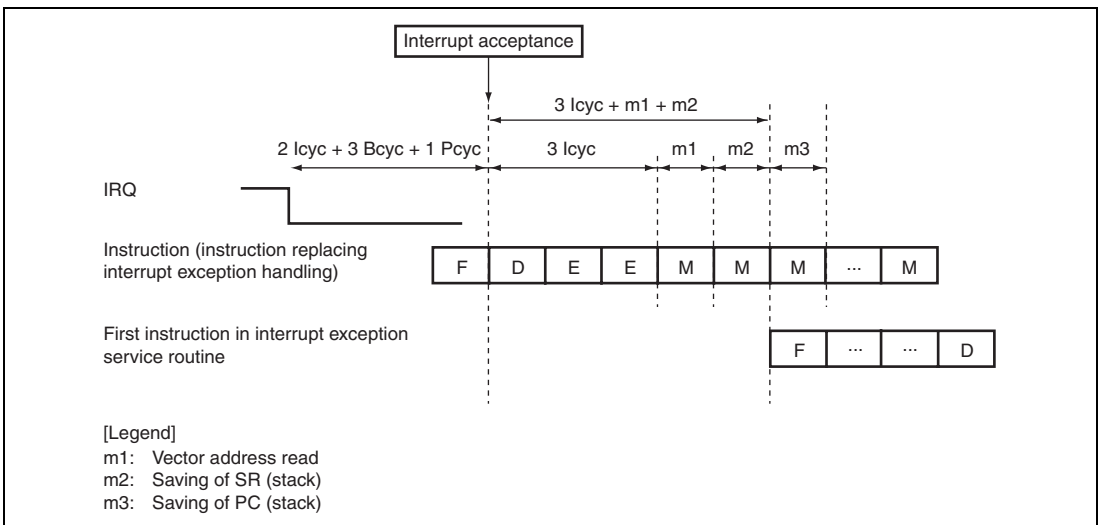 Interrupt acceptance
3 Icyc + m1 + m2
2 Icyc + 3 Bcyc + 1 Pcyc
3 Icyc
m1
m2
m3
IRQ
Instruction (instruction replacing
interrupt exception handling)
F D E E M M M ... M
First instruction in interrupt exception
service routine
F ... ... D
[Legend]
m1: Vector address read
m2: Saving of SR (stack)
m3: Saving of PC (stack)